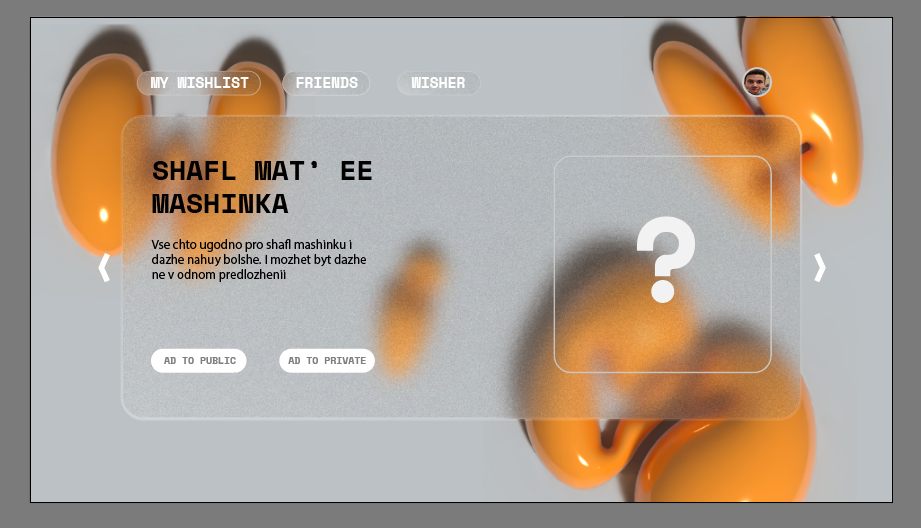 MY WISHLIST FRIENDS WISHER
SHAFL MAT’ EE
MASHINKA
Vse chto ugodno pro shafl mashinku i
dazhe nahuy bolshe. I mozhet byt dazhe
ne v odnom predlozhenii
?
AD TO PUBLIC AD TO PRIVATE